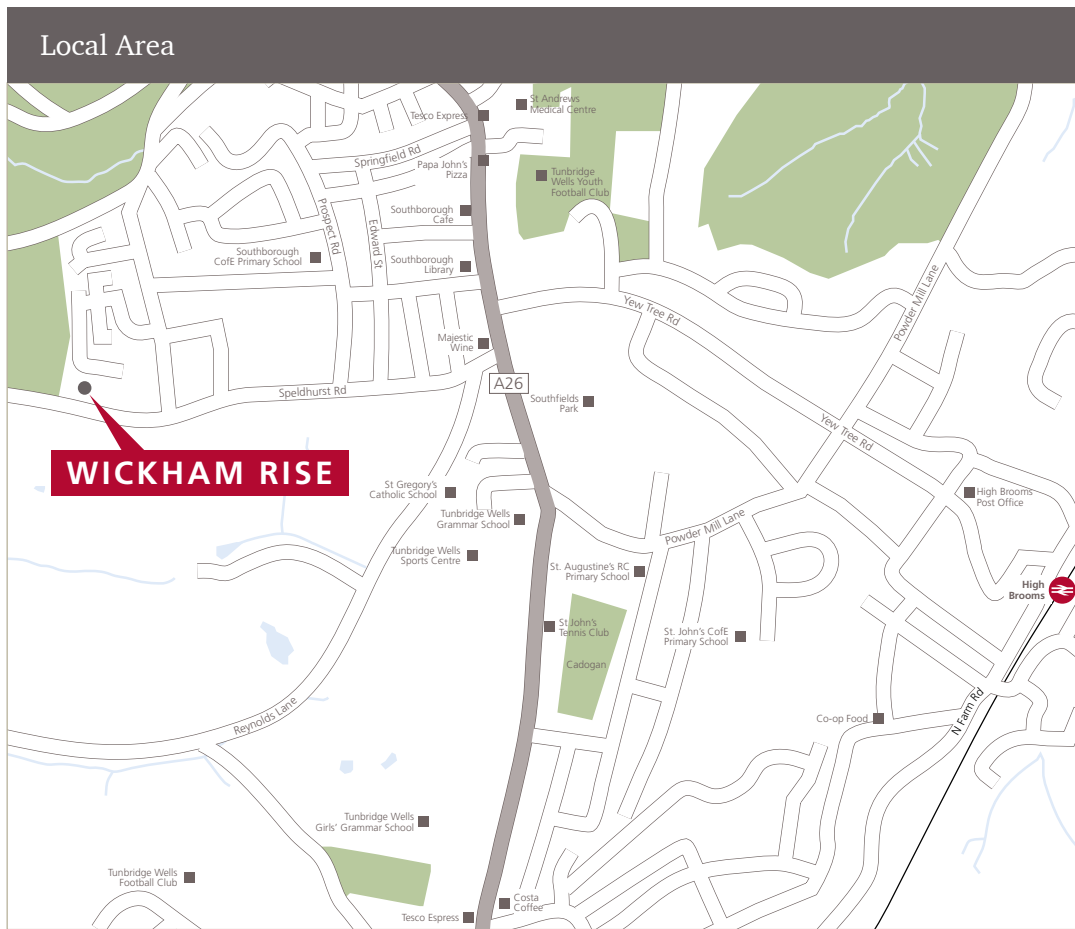 Local Area
St Andrews
Medical Centre
Tesco Express
Springfield Rd
Papa John's
Pizza
Tunbridge
Wells Youth
Football Club
Southborough
Cafe
Prospect Rd
Edward St
Southborough
CofE Primary School
Southborough
Library
Yew Tree Rd
Powder Mill Lane
Majestic
Wine
A26
Speldhurst Rd
Southfields
Park
Yew Tree Rd
WICKHAM RISE
St Gregory's
Catholic School
High Brooms
Post Office
Tunbridge Wells
Grammar School
Powder Mill Lane
Tunbridge Wells
Sports Centre
St. Augustine's RC
Primary School
High
Brooms
St John's
Tennis Club
St. John's CofE
Primary School
Cadogan
Reynolds Lane
N Farm Rd
Co-op Food
Tunbridge Wells
Girls' Grammar School
Tunbridge Wells
Football Club
Costa
Coffee
Tesco Espress